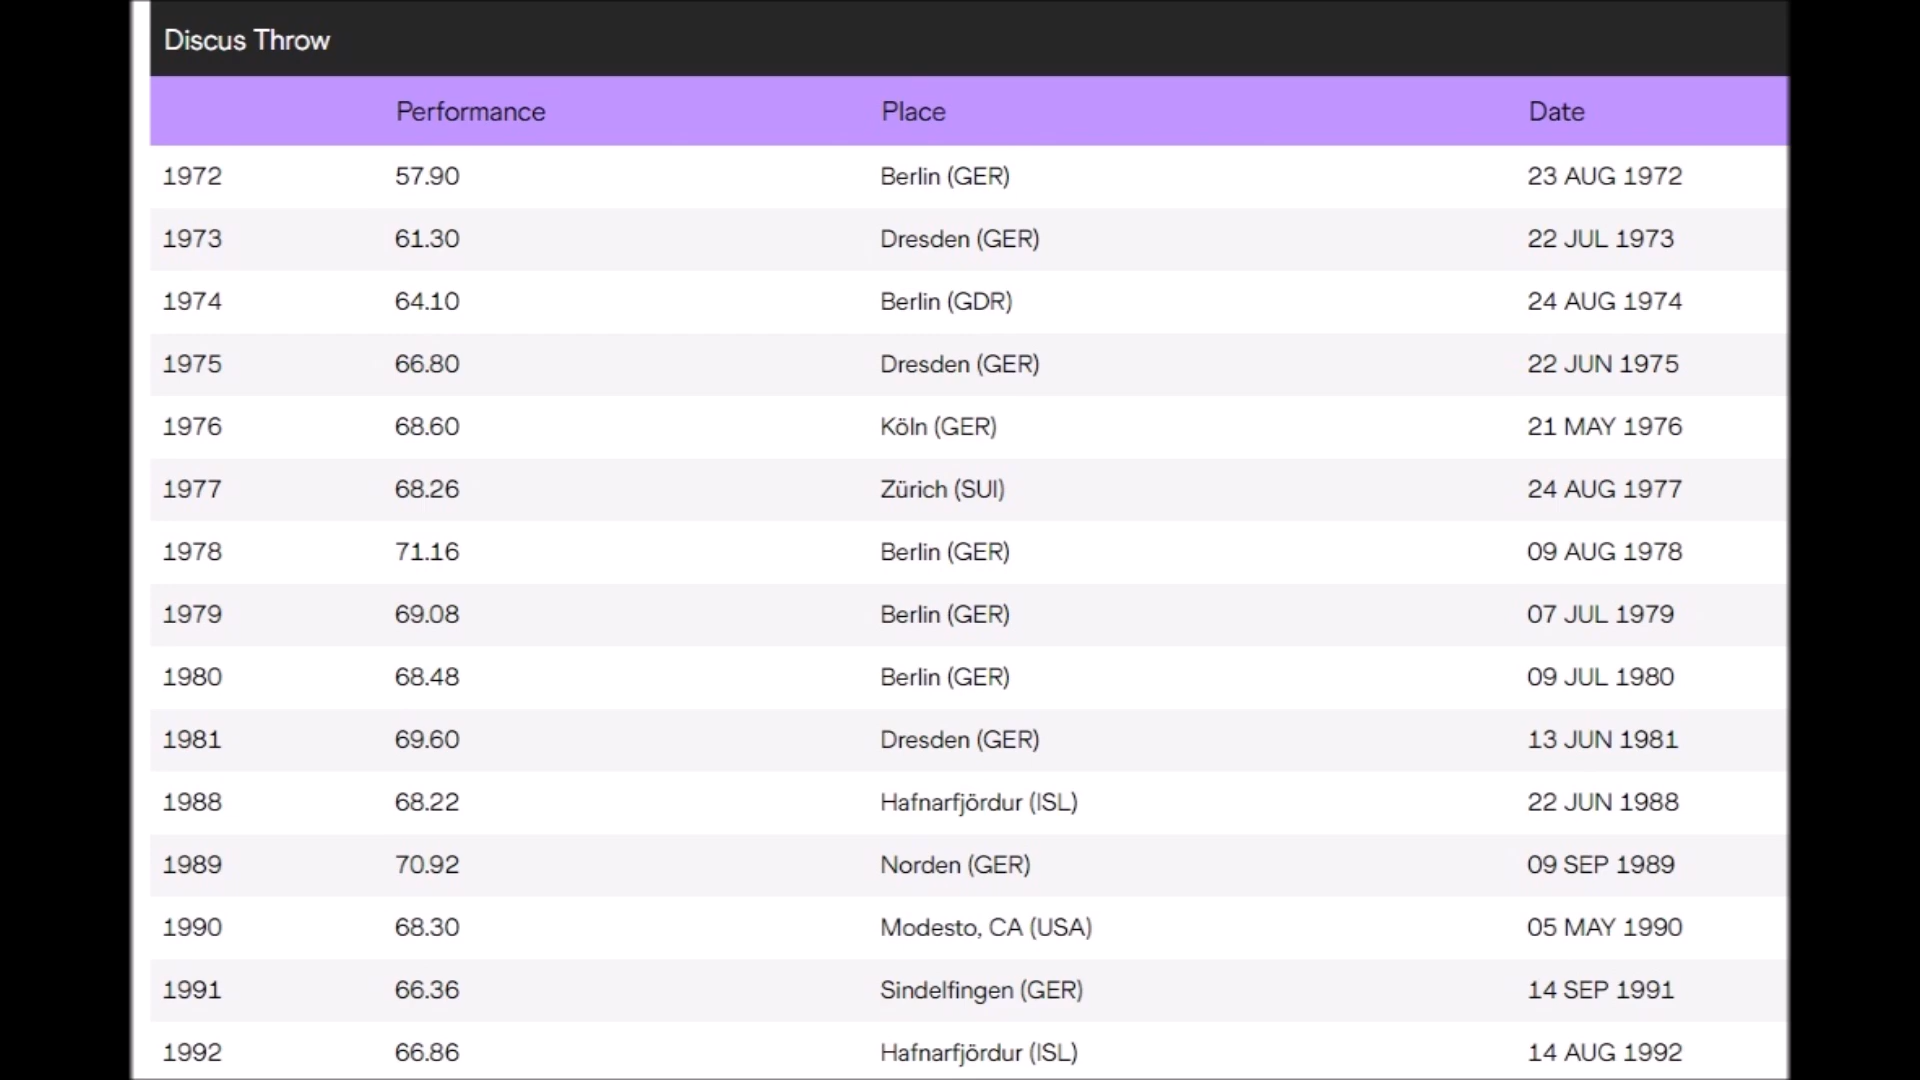 Discus Throw
Performance Place Date
1972 57.90 Berlin (GER) 23 AUG 1972
1973 61.30 Dresden (GER) 22 JUL 1973
1974 64.10 Berlin (GDR) 24 AUG 1974
1975 66.80 Dresden (GER) 22 JUN 1975
1976 68.60 Köln (GER) 21 MAY 1976
1977 68.26 Zürich (SUI) 24 AUG 1977
1978 71.16 Berlin (GER) 09 AUG 1978
1979 69.08 Berlin (GER) 07 JUL 1979
1980 68.48 Berlin (GER) 09 JUL 1980
1981 69.60 Dresden (GER) 13 JUN 1981
1988 68.22 Hafnarfjördur (ISL) 22 JUN 1988
1989 70.92 Norden (GER) 09 SEP 1989
1990 68.30 Modesto, CA (USA) 05 MAY 1990
1991 66.36 Sindelfingen (GER) 14 SEP 1991
1992 66.86 Hafnarfjördur (ISL) 14 AUG 1992